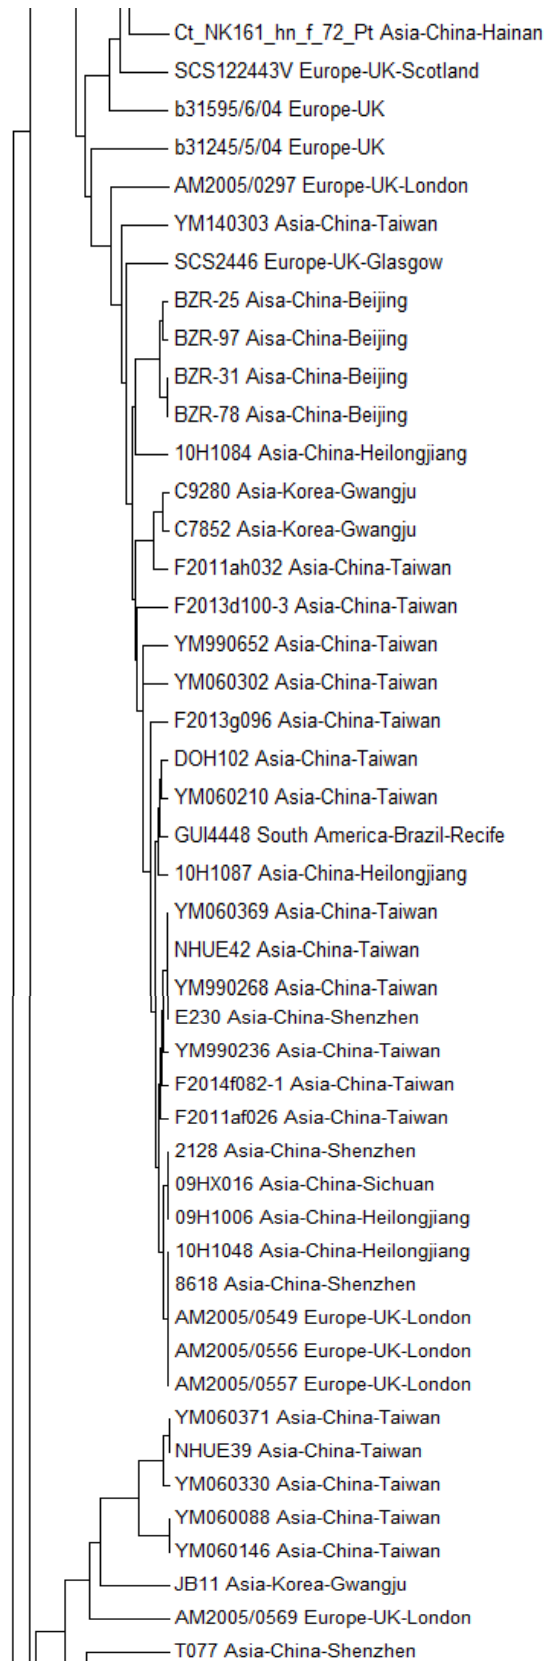 Ct_NK161_hn_f_72_Pt Asia-China-Hainan
SCS122443V Europe-UK-Scotland
b31595/6/04 Europe-UK
b31245/5/04 Europe-UK
AM2005/0297 Europe-UK-London
YM140303 Asia-China-Taiwan
SCS2446 Europe-UK-Glasgow
BZR-25 Aisa-China-Beijing
BZR-97 Aisa-China-Beijing
BZR-31 Aisa-China-Beijing
BZR-78 Aisa-China-Beijing
10H1084 Asia-China-Heilongjiang
C9280 Asia-Korea-Gwangju
C7852 Asia-Korea-Gwangju
F2011ah032 Asia-China-Taiwan
F2013d100-3 Asia-China-Taiwan
YM990652 Asia-China-Taiwan
YM060302 Asia-China-Taiwan
F2013g096 Asia-China-Taiwan
DOH102 Asia-China-Taiwan
YM060210 Asia-China-Taiwan
GUI4448 South America-Brazil-Recife
10H1087 Asia-China-Heilongjiang
YM060369 Asia-China-Taiwan
NHUE42 Asia-China-Taiwan
YM990268 Asia-China-Taiwan
E230 Asia-China-Shenzhen
YM990236 Asia-China-Taiwan
F2014f082-1 Asia-China-Taiwan
F2011af026 Asia-China-Taiwan
2128 Asia-China-Shenzhen
09HX016 Asia-China-Sichuan
09H1006 Asia-China-Heilongjiang
10H1048 Asia-China-Heilongjiang
8618 Asia-China-Shenzhen
AM2005/0549 Europe-UK-London
AM2005/0556 Europe-UK-London
AM2005/0557 Europe-UK-London
YM060371 Asia-China-Taiwan
NHUE39 Asia-China-Taiwan
YM060330 Asia-China-Taiwan
YM060088 Asia-China-Taiwan
YM060146 Asia-China-Taiwan
JB11 Asia-Korea-Gwangju
AM2005/0569 Europe-UK-London
T077 Asia-China-Shenzhen